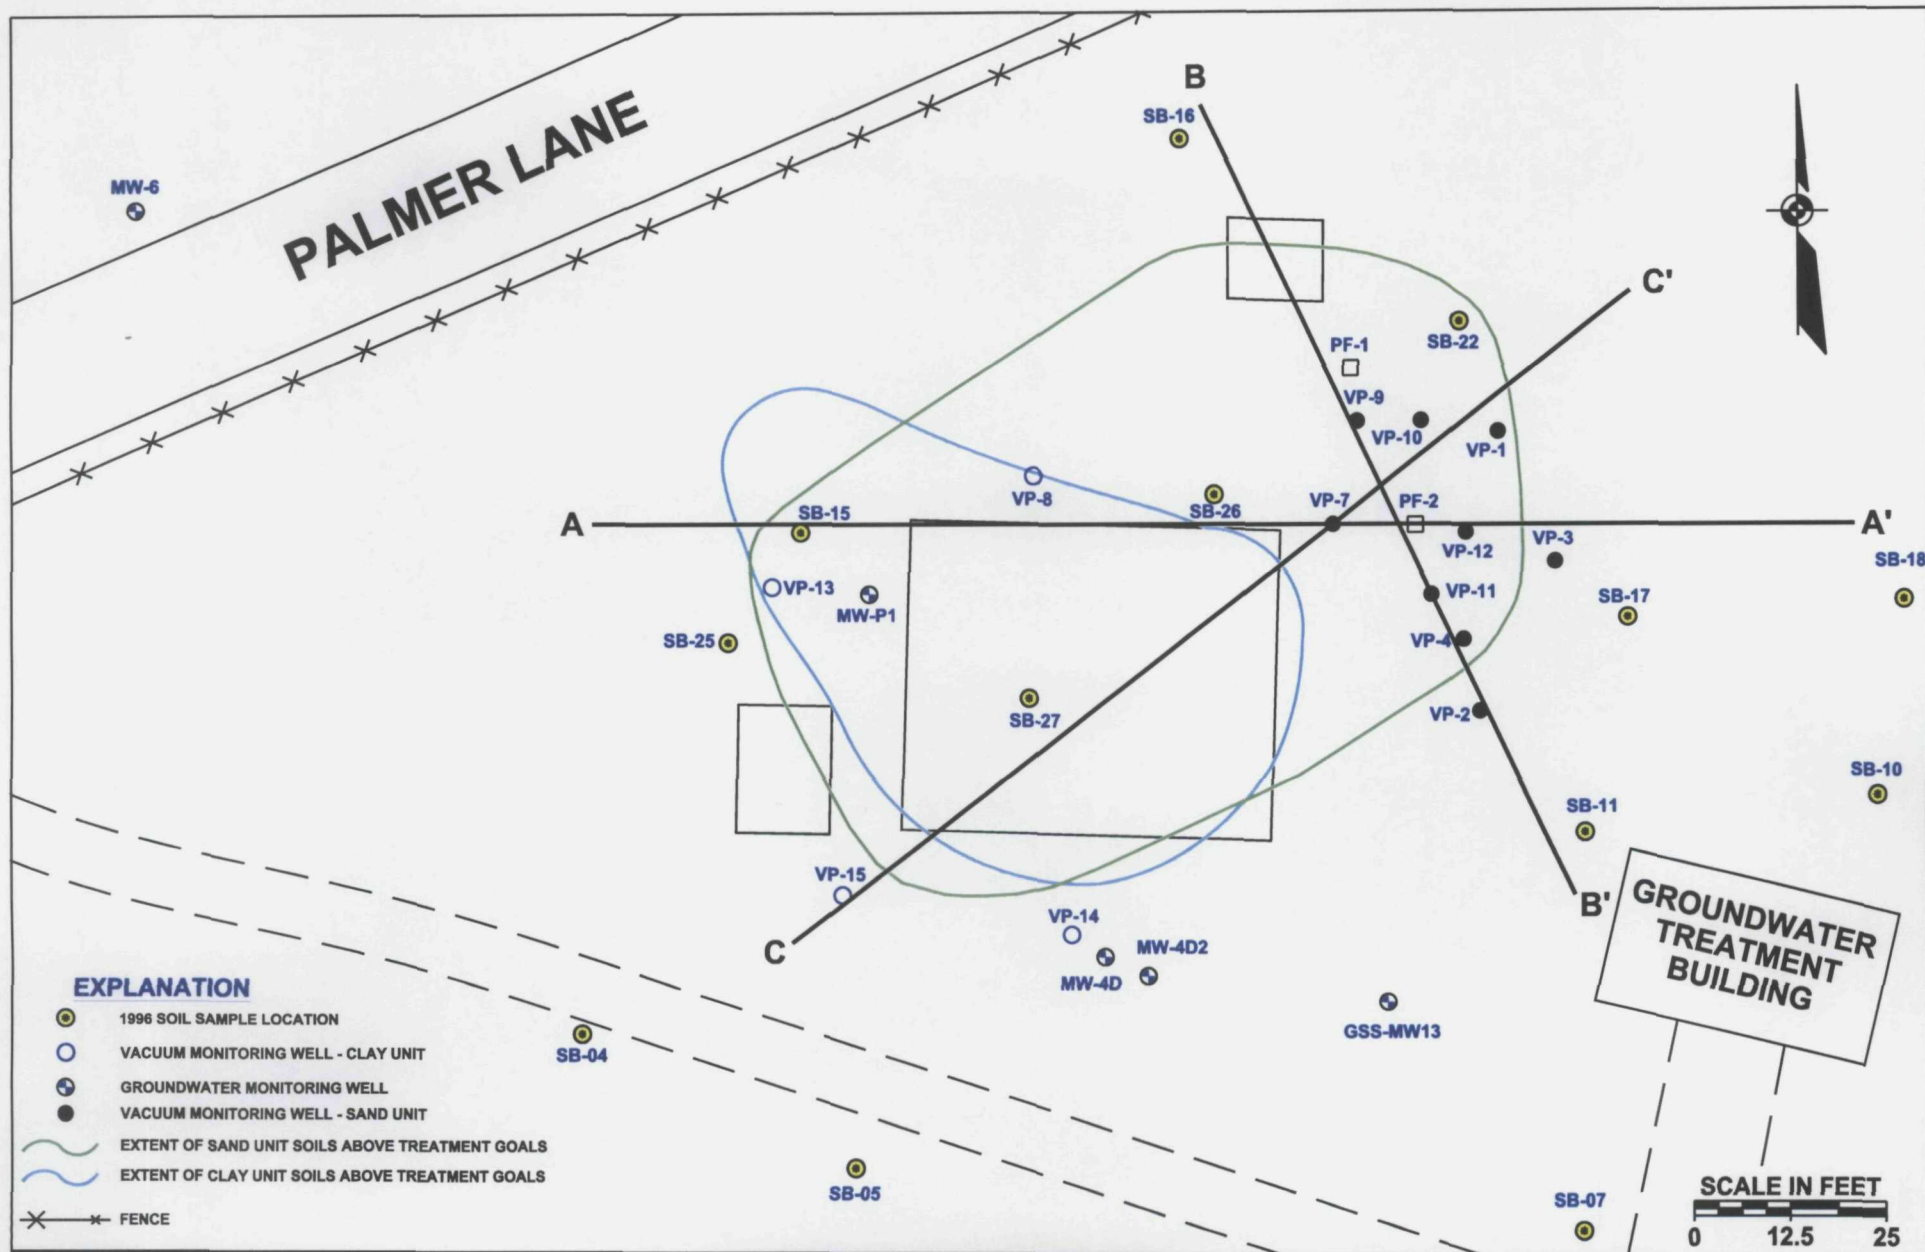 B
SB-16
MW-6
PALMER LANE
C'
SB-22
PF-1
VP-9
VP-10
VP-1
VP-8
SB-26
VP-7
PF-2
A
SB-15
A'
VP-12
VP-3
SB-18
VP-13
MW-P1
VP-11
SB-17
SB-25
VP-4
SB-27
VP-2
SB-10
SB-11
VP-15
B'
GROUNDWATER
TREATMENT
BUILDING
VP-14
C
MW-4D2
MW-4D
GSS-MW13
EXPLANATION
1996 SOIL SAMPLE LOCATION
VACUUM MONITORING WELL - CLAY UNIT
GROUNDWATER MONITORING WELL
VACUUM MONITORING WELL - SAND UNIT
EXTENT OF SAND UNIT SOILS ABOVE TREATMENT GOALS
EXTENT OF CLAY UNIT SOILS ABOVE TREATMENT GOALS
FENCE
SB-04
SB-05
SB-07
SCALE IN FEET
0 12.5 25